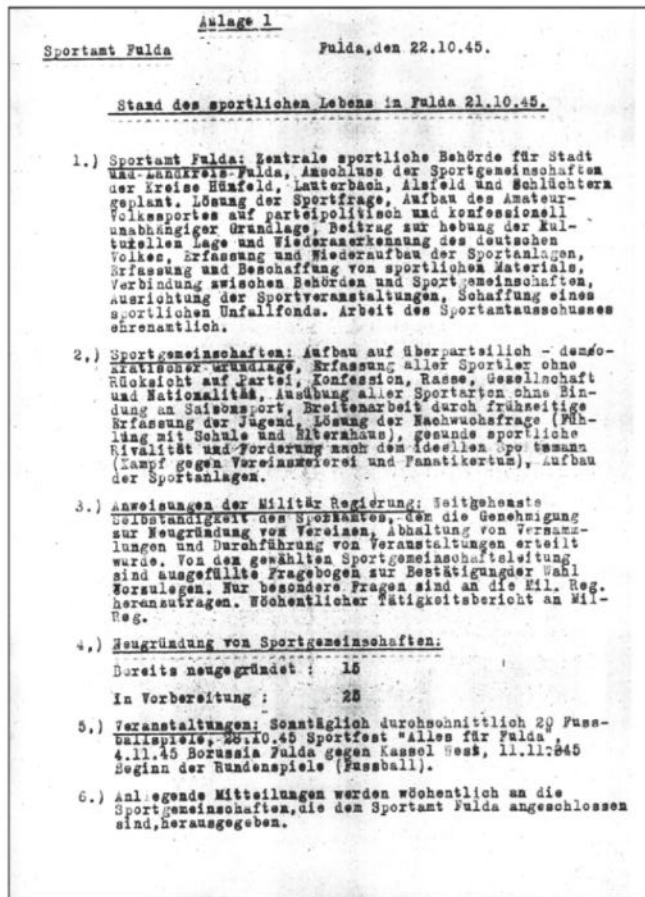 Anlage 1
Sportamt Fulda Fulda,den 22.10.45.
Stand des sportlichen Lebens in Fulda 21.10.45.
1.) Sportamt Fulda: Zentrale sportliche Behörde für Stadt
und Landkreis Fulda, Anschluss der Sportgemeinschaften
der Kreise Hünfeld, Lauterbach, Alsfeld und Schlüchtern
geplant. Lösung der Sportfrage, Aufbau des Amateur-
Volkssportes auf parteipolitisch und konfessionell
unabhängiger Grundlage, Beitrag zur hebung der Kul-
turellen Lage und Wiederanerkennung des deutschen
Volkes, Erfassung und Wiederaufbau der Sportanlagen,
Erfassung und Beschaffung von sportlichen Materials,
Verbindung zwischen Behörden und Sportgemeinschaften,
Ausrichtung der Sportveranstaltungen, Schaffung eines
sportlichen Unfallfonds. Arbeit des Sportamtausschusses
ehrenamtlich.
2.) Sportgemeinschaften: Aufbau auf überparteilich - demo-
kratischer Grundlage, Erfassung aller Sportler ohne
Rücksicht auf Partei, Konfession, Rasse, Gesellschaft
und Nationalität, Ausübung aller Sportarten ohne Bin-
dung an Saisonsport, Breitenarbeit durch frühzeitige
Erfassung der Jugend, Lösung der Nachwuchsfrage (Füh-
lung mit Schule und Elternhaus), gesunde sportliche
Rivalität und Forderung nach dem ideellen Sportsmann
(Kampf gegen Vereinsmeierei und Fanatikertum), Aufbau
der Sportanlagen.
3.) Anweisungen der Militär Regierung: Weitgehenste
Selbständigkeit des Sportamtes, dem die Genehmigung
zur Neugründung von Vereinen, Abhaltung von Versamm-
lungen und Durchführung von Veranstaltungen erteilt
wurde. Von dem gewählten Sportgemeinschaftsleitung
sind ausgefüllte Fragebogen zur Bestätigungder Wahl
vorzulegen. Nur besondere Fragen sind an die Mil. Reg.
heranzutragen. Wöchentlicher Tätigkeitsbericht an Mil-
Reg.
4.) Neugründung von Sportgemeinschaften:
Bereits neugegründet : 15
In Vorbereitung : 25
5.) Veranstaltungen: Sonntäglich durchschnittlich 20 Fuss-
ballspiele, 28.10.45 Sportfest "Alles für Fulda",
4.11.45 Borussia Fulda gegen Kassel West, 11.11.945
Beginn der Rundenspiele (Fussball).
6.) Anliegende Mitteilungen werden wöchentlich an die
Sportgemeinschaften,die dem Sportamt Fulda angeschlossen
sind,herausgegeben.